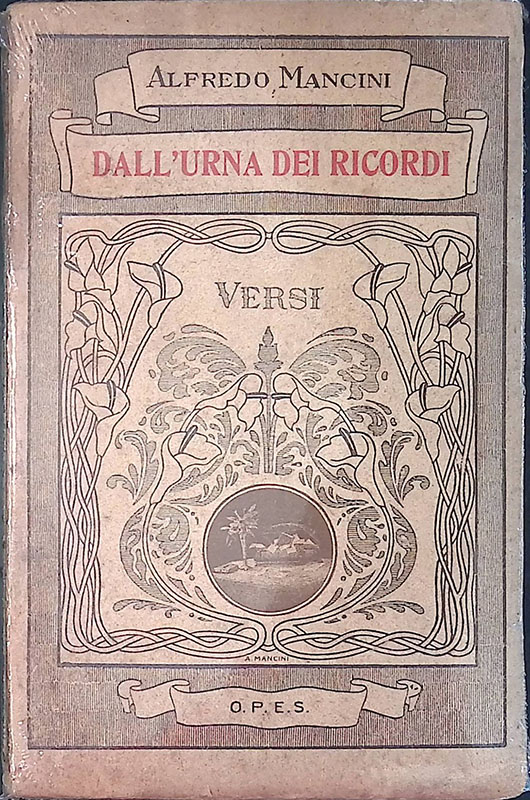 ALFREDO MANCINI
DALL'URNA DEI RICORDI
VERSI
A. MANCINI
O.P.E.S.